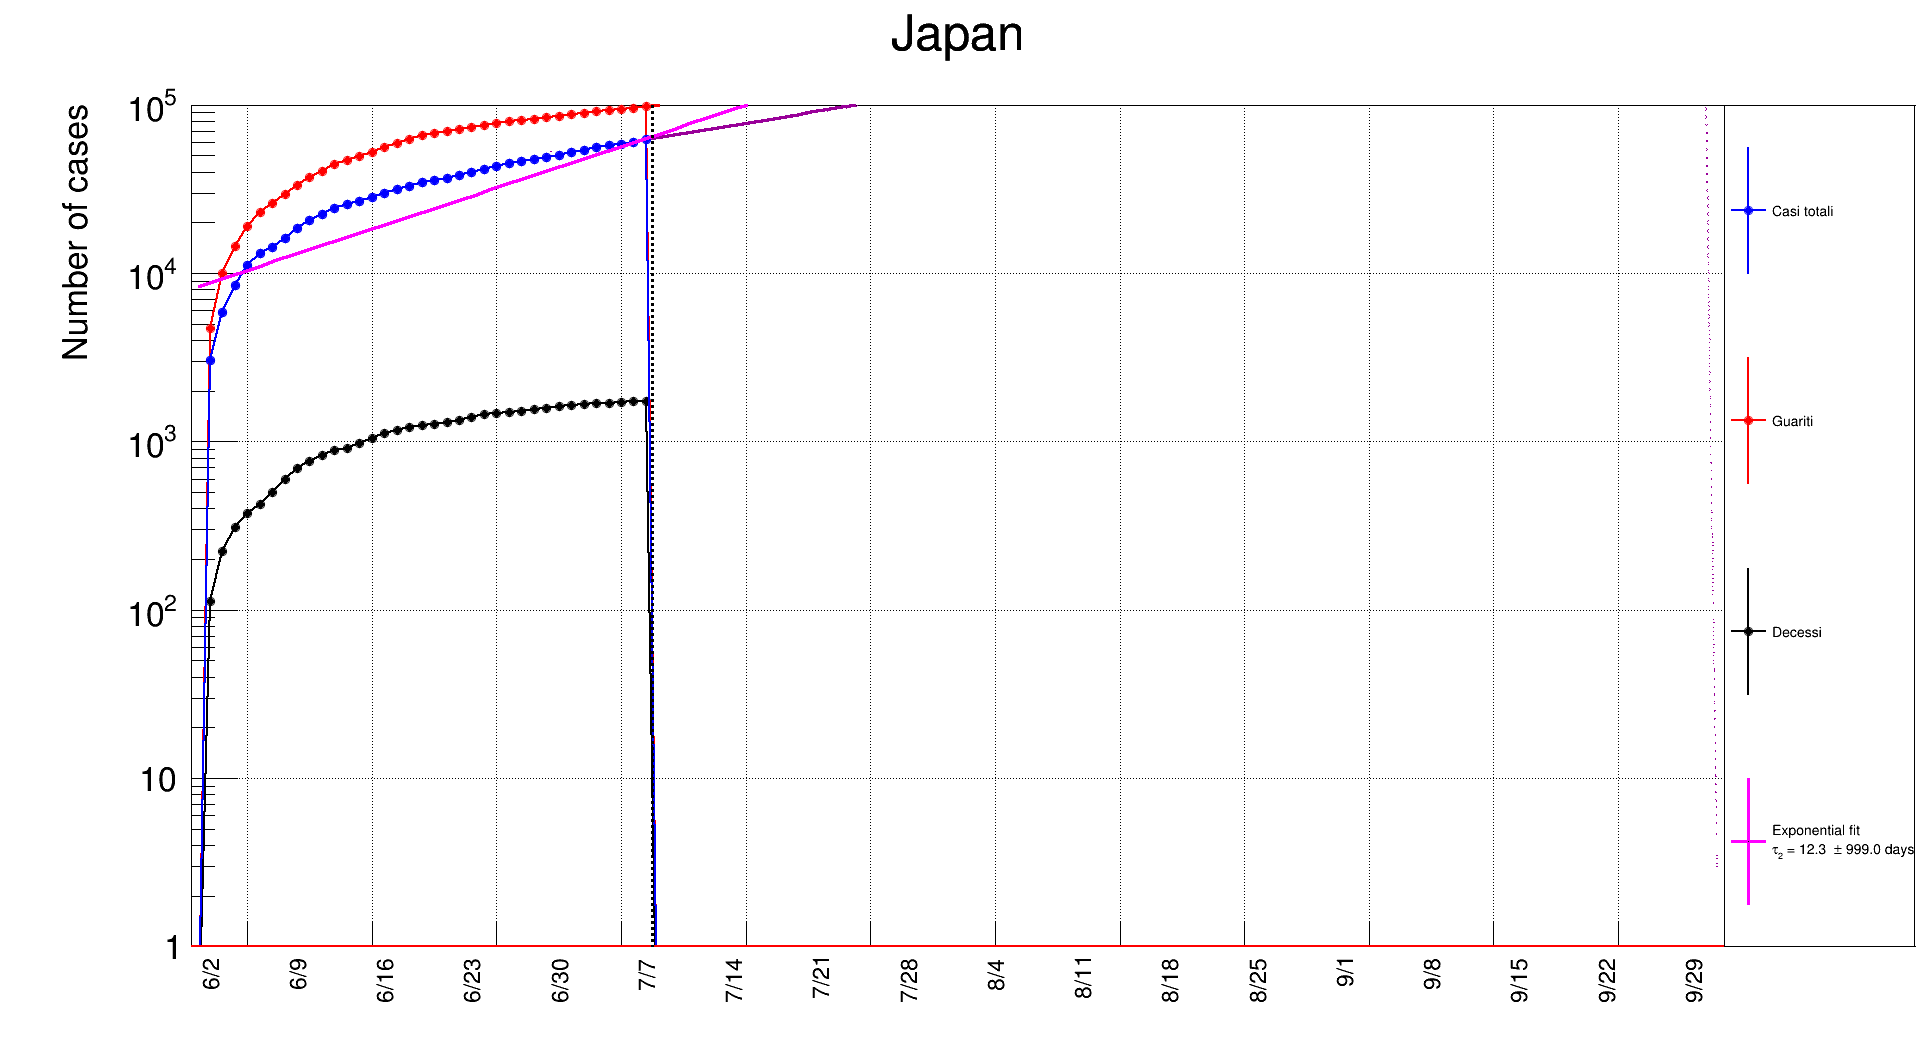 Japan
Number of cases
10^5
10^4
10^3
10^2
10
1
6/2 6/9 6/16 6/23 6/30 7/7 7/14 7/21 7/28 8/4 8/11 8/18 8/25 9/1 9/8 9/15 9/22 9/29
Casi totali
Guariti
Decessi
Exponential fit
τ₂ = 12.3 ± 999.0 days